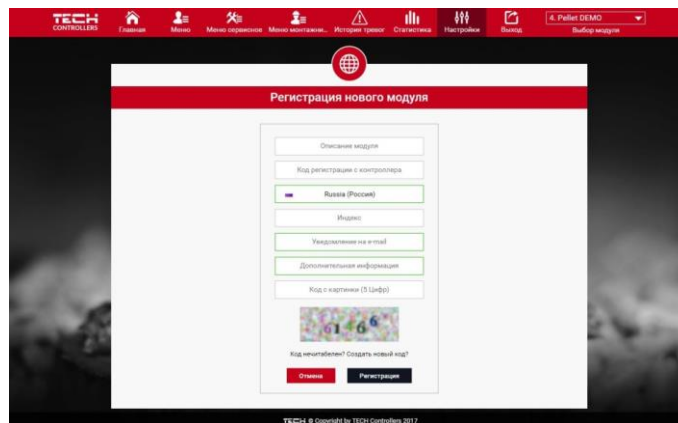 TECH
CONTROLLERS
Главная
Меню
Меню сервисное
Меню монтажни...
История тревог
Статистика
Настройки
Выход
4. Pellet DEMO
Выбор модуля
Регистрация нового модуля
Описание модуля
Код регистрации с контроллера
Russia (Россия)
Индекс
Уведомления на e-mail
Дополнительная информация
Код с картинки (5 Цифр)
Код нечитабелен? Создать новый код?
Отмена
Регистрация
TECH © Copyright by TECH Controllers 2017